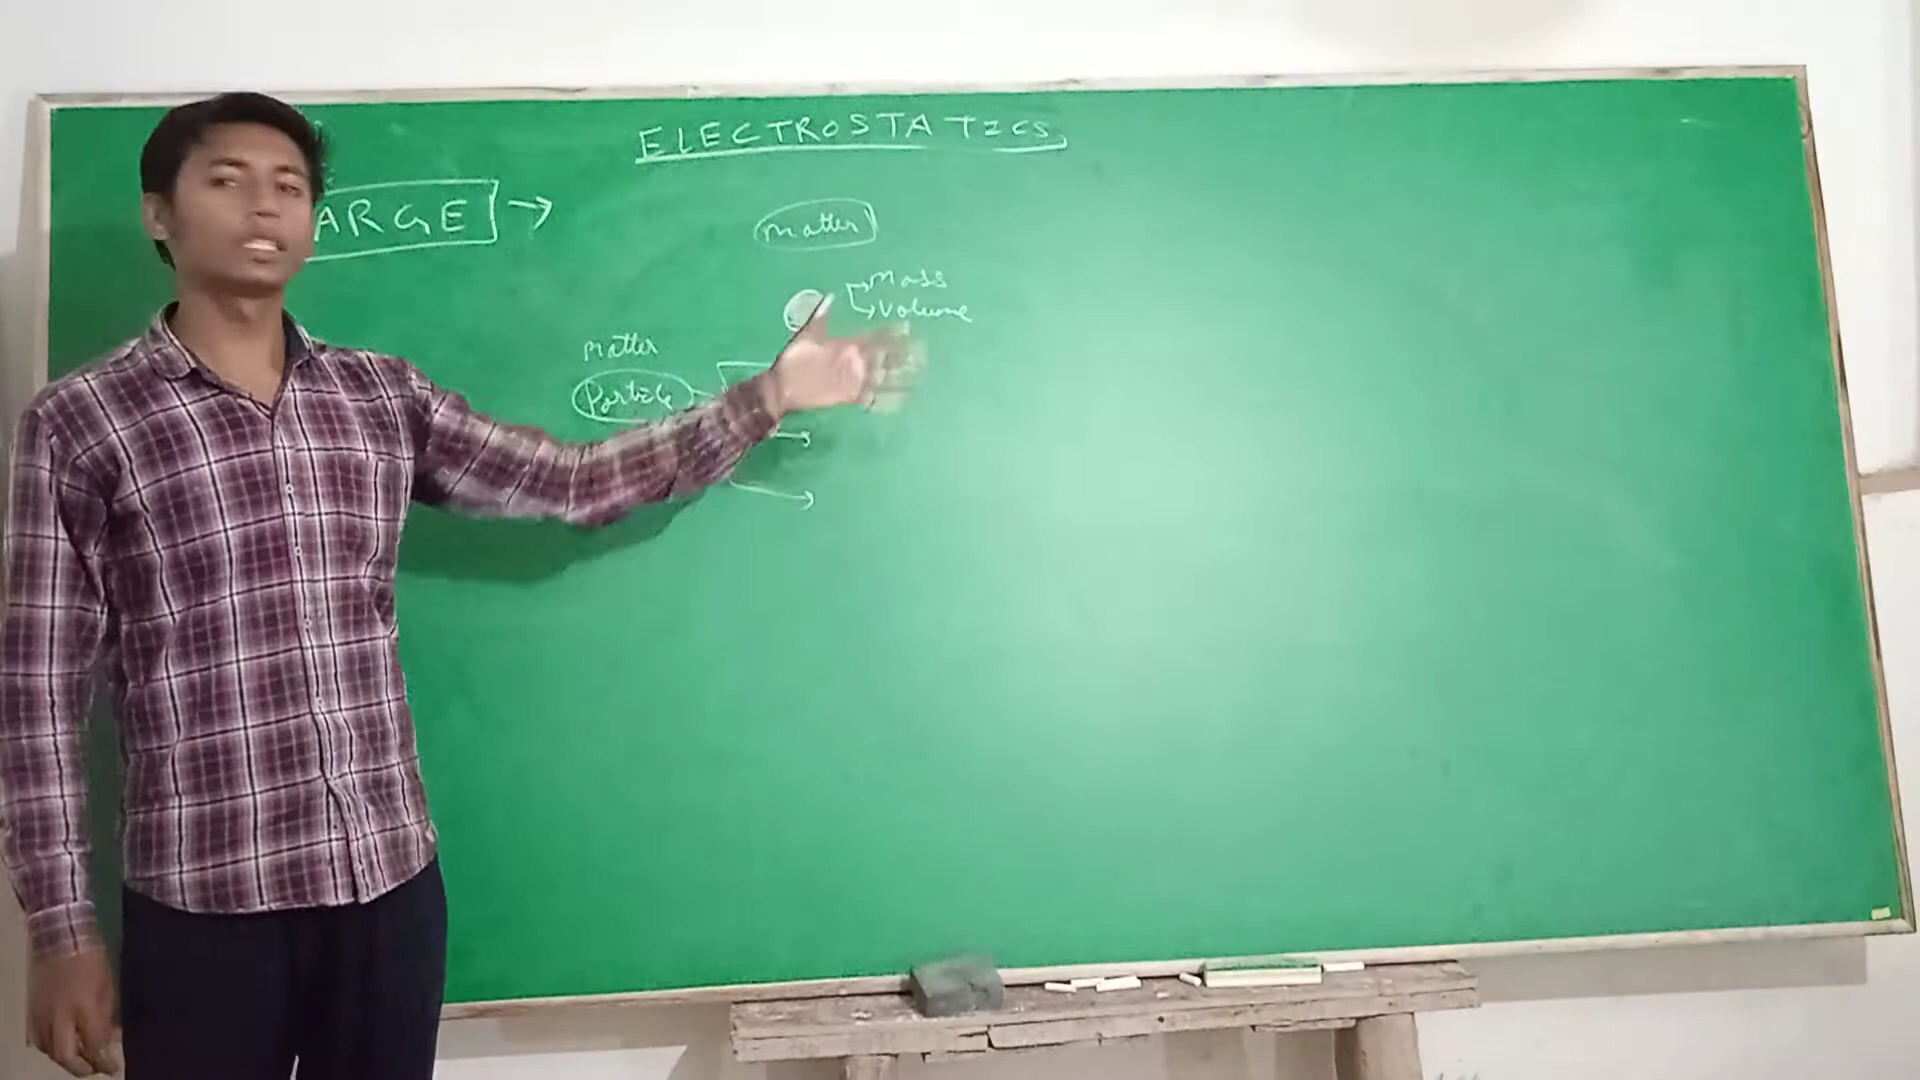 ELECTROSTATICS
ARGE →
matter
Mass
Volume
Matter
Particle